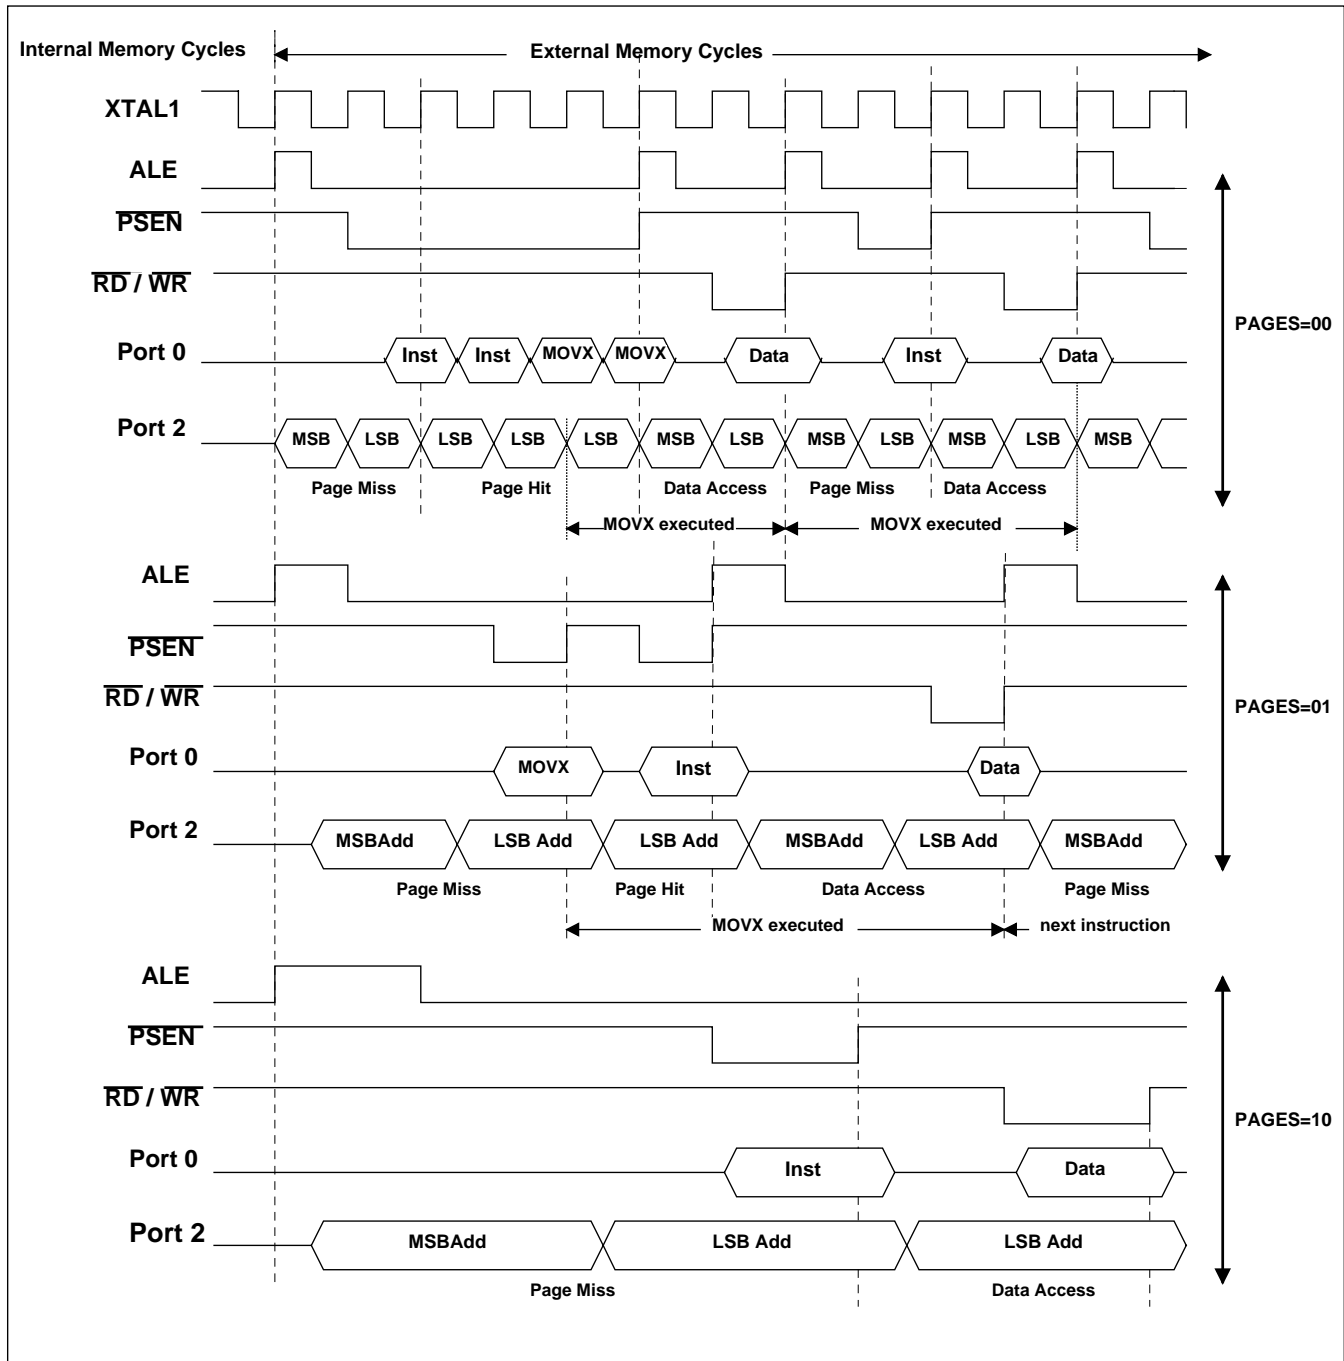 Internal Memory Cycles
External Memory Cycles
XTAL1
ALE
PSEN
RD / WR
Port 0
Inst
Inst
MOVX
MOVX
Data
Inst
Data
Port 2
MSB
LSB
LSB
LSB
LSB
MSB
LSB
MSB
LSB
MSB
LSB
MSB
Page Miss
Page Hit
Data Access
Page Miss
Data Access
MOVX executed
MOVX executed
PAGES=00
ALE
PSEN
RD / WR
Port 0
MOVX
Inst
Data
Port 2
MSBAdd
LSB Add
LSB Add
MSBAdd
LSB Add
MSBAdd
Page Miss
Page Hit
Data Access
Page Miss
MOVX executed
next instruction
PAGES=01
ALE
PSEN
RD / WR
Port 0
Inst
Data
Port 2
MSBAdd
LSB Add
LSB Add
Page Miss
Data Access
PAGES=10